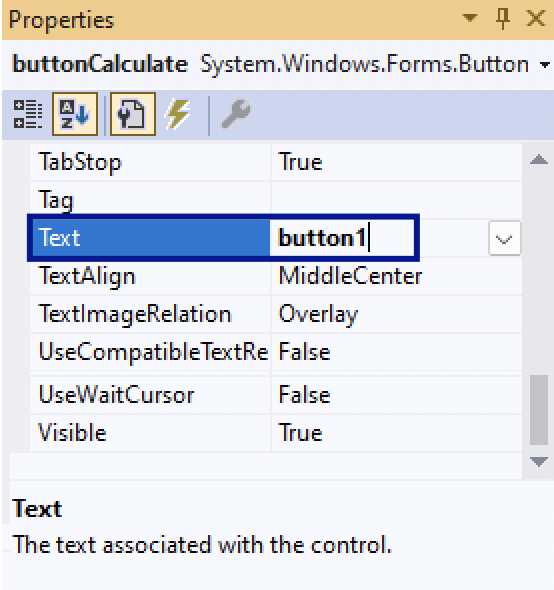 Properties
buttonCalculate System.Windows.Forms.Button
A
Z
TabStop True
Tag
Text button1
TextAlign MiddleCenter
TextImageRelation Overlay
UseCompatibleTextRe False
UseWaitCursor False
Visible True
Text
The text associated with the control.